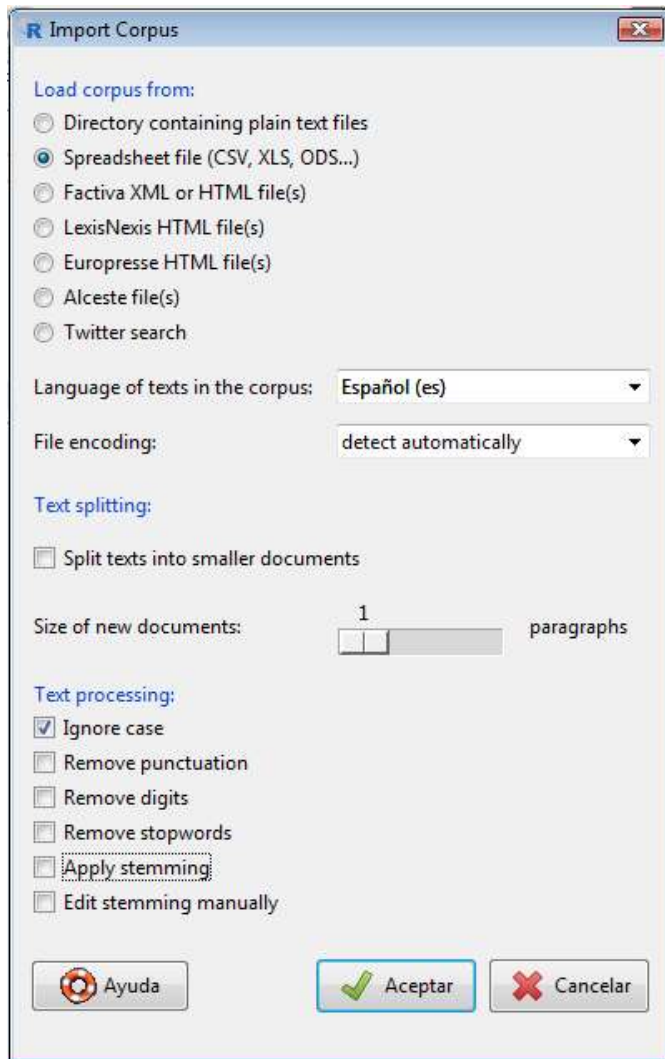 R Import Corpus
Load corpus from:
Directory containing plain text files
Spreadsheet file (CSV, XLS, ODS...)
Factiva XML or HTML file(s)
LexisNexis HTML file(s)
Europresse HTML file(s)
Alceste file(s)
Twitter search
Language of texts in the corpus: Español (es)
File encoding: detect automatically
Text splitting:
Split texts into smaller documents
1
Size of new documents: paragraphs
Text processing:
Ignore case
Remove punctuation
Remove digits
Remove stopwords
Apply stemming
Edit stemming manually
Ayuda Aceptar Cancelar